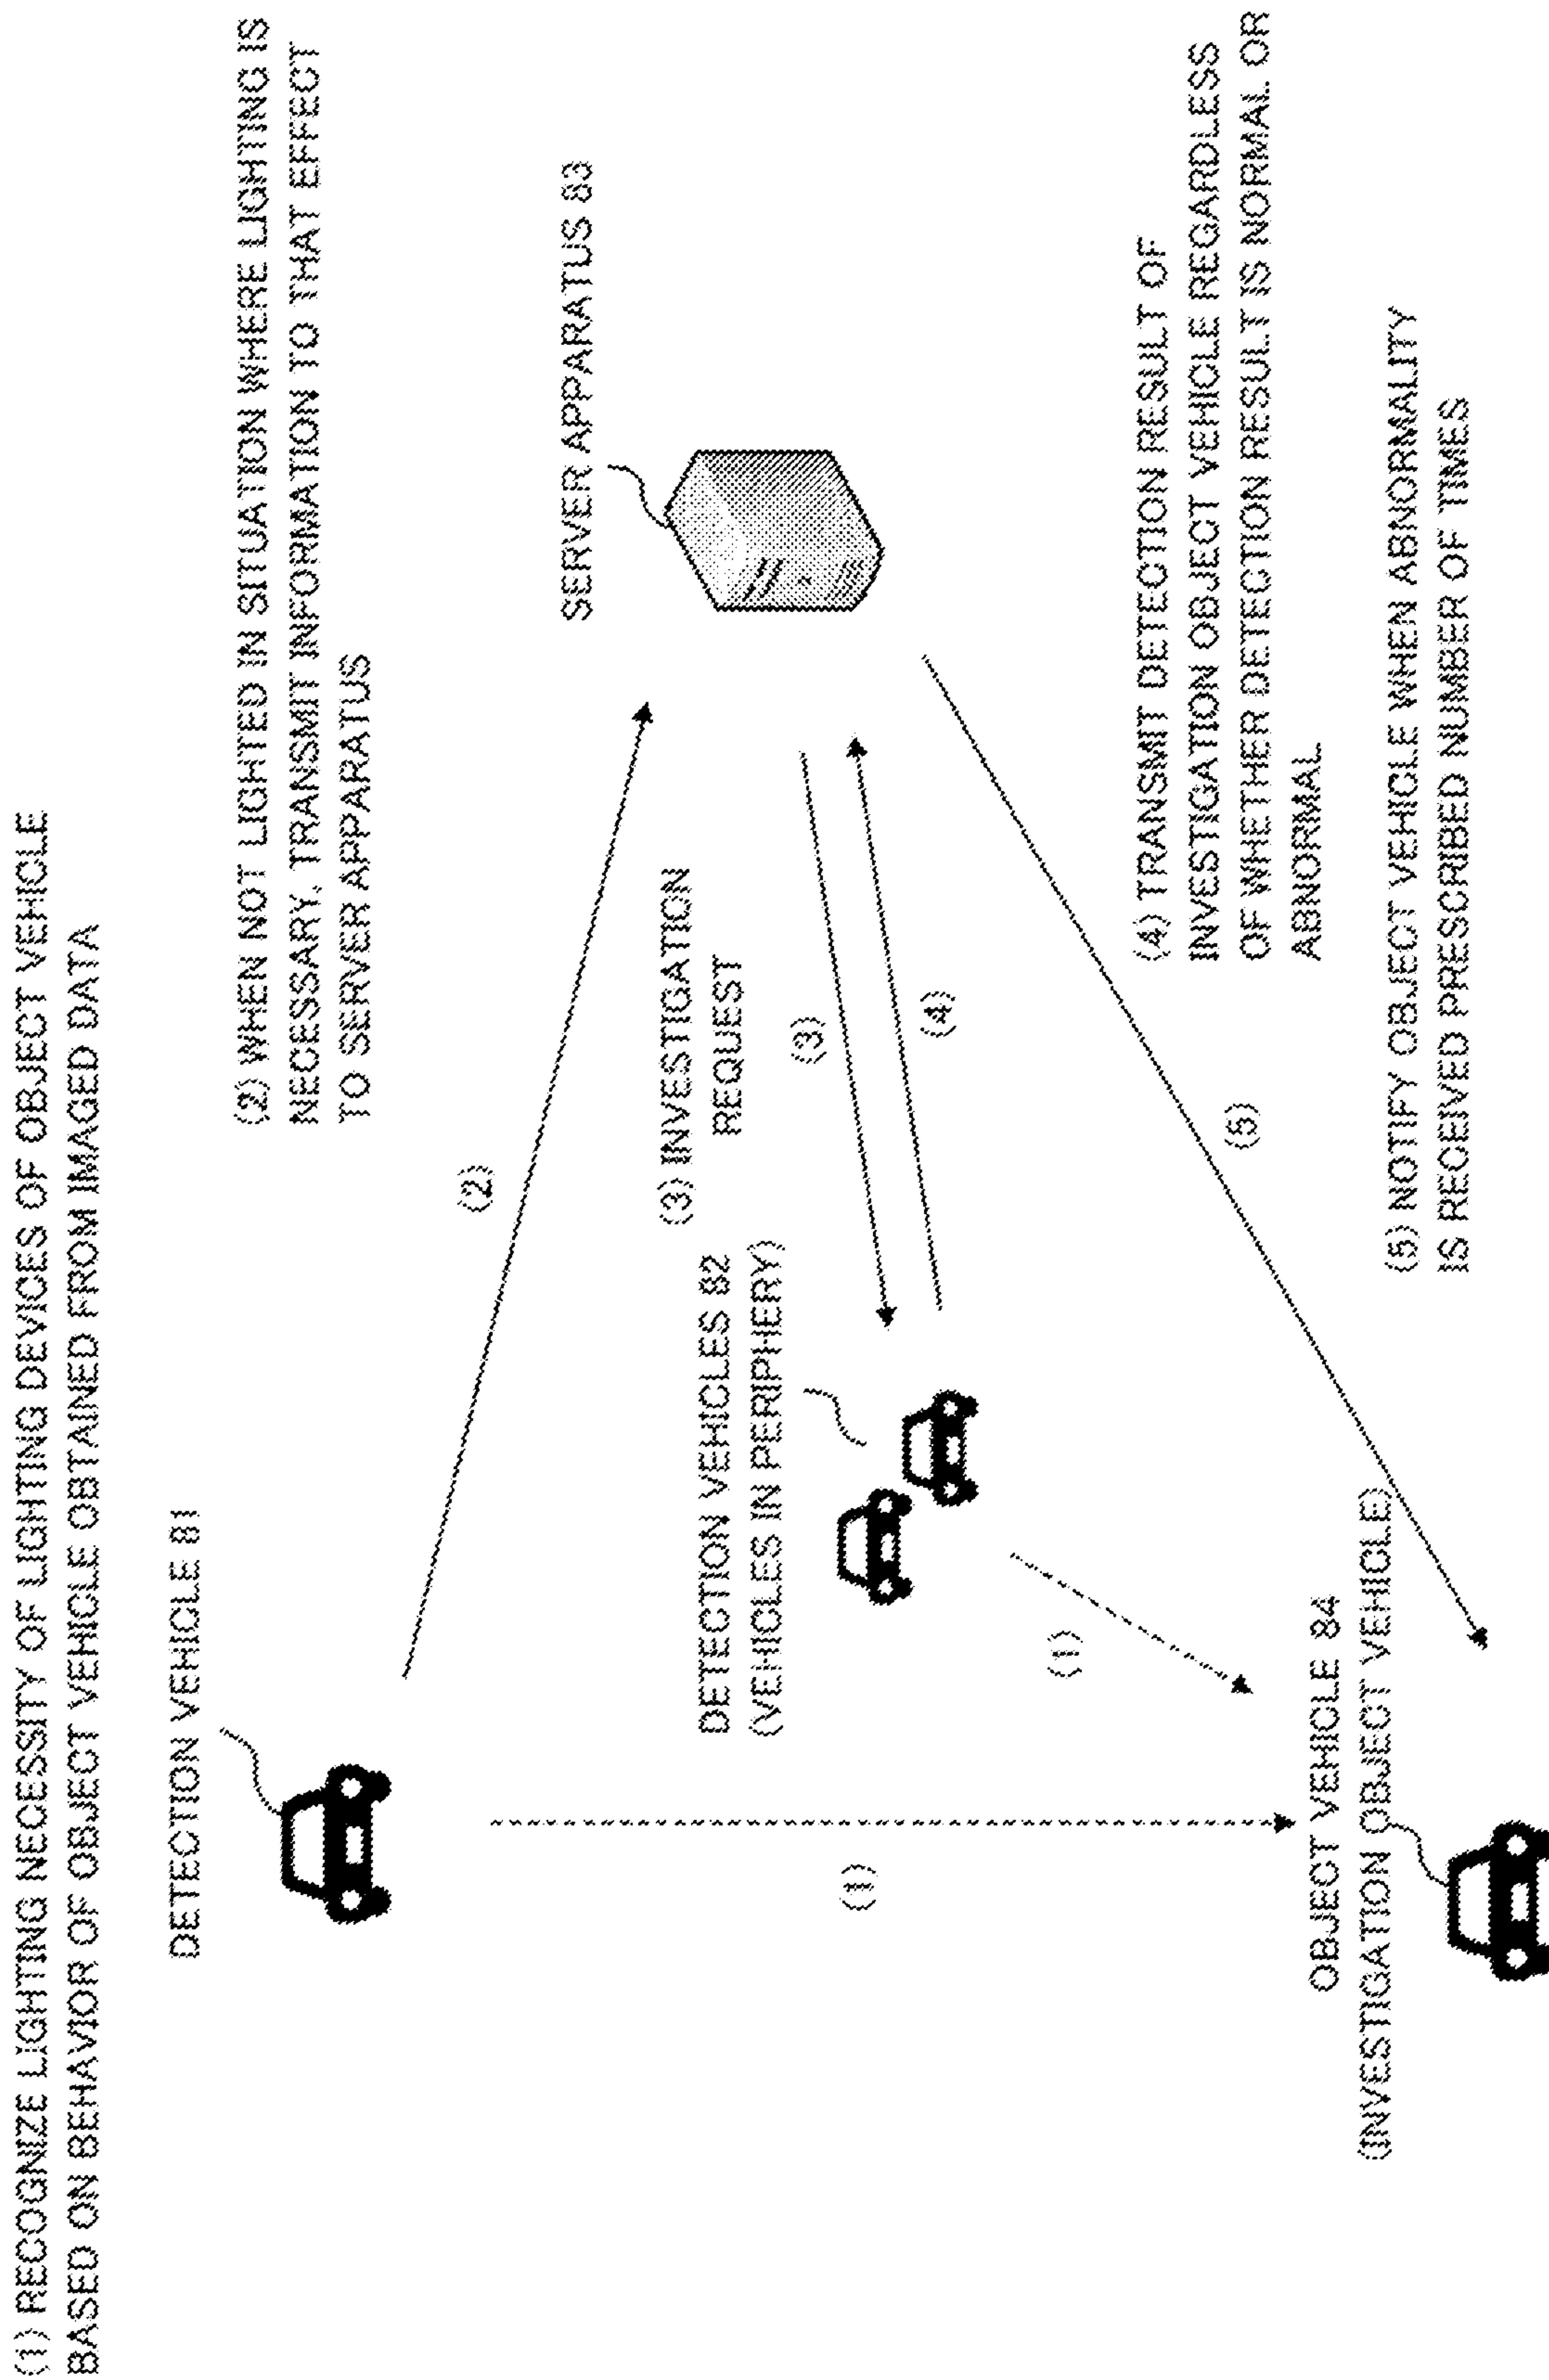 (1) RECOGNIZE LIGHTING NECESSITY OF LIGHTING DEVICES OF OBJECT VEHICLE
BASED ON BEHAVIOR OF OBJECT VEHICLE OBTAINED FROM IMAGED DATA
DETECTION VEHICLE 81
(2) WHEN NOT LIGHTED IN SITUATION WHERE LIGHTING IS
NECESSARY, TRANSMIT INFORMATION TO THAT EFFECT
TO SERVER APPARATUS
(2)
SERVER APPARATUS 83
(3) INVESTIGATION
REQUEST
DETECTION VEHICLES 82
(VEHICLES IN PERIPHERY)
(3)
(4)
(1)
(1)
(4) TRANSMIT DETECTION RESULT OF
INVESTIGATION OBJECT VEHICLE REGARDLESS
OF WHETHER DETECTION RESULT IS NORMAL OR
ABNORMAL
(5)
OBJECT VEHICLE 84
(INVESTIGATION OBJECT VEHICLE)
(5) NOTIFY OBJECT VEHICLE WHEN ABNORMALITY
IS RECEIVED PRESCRIBED NUMBER OF TIMES